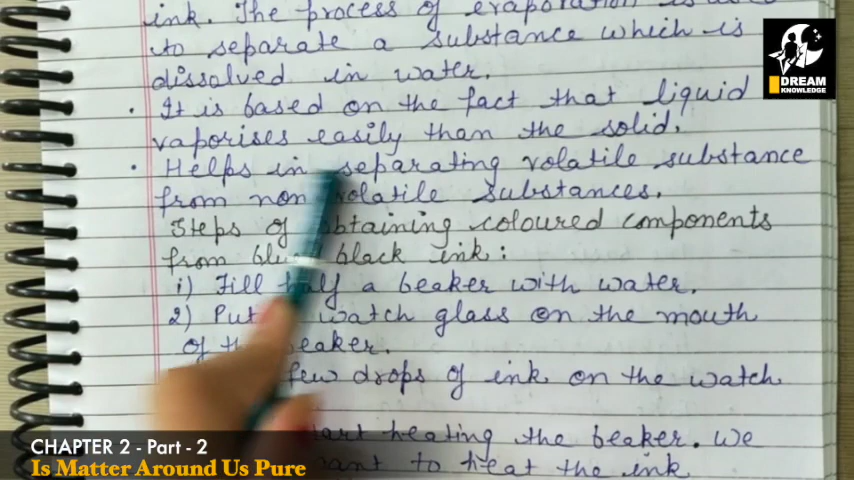 ink. The process of evaporation is used
to separate a substance which is
dissolved in water.
• It is based on the fact that liquid
vaporises easily than the solid.
• Helps in separating volatile substance
from non volatile substances.
Steps of obtaining coloured components
from black ink:
i) Fill half a beaker with water.
2) Put watch glass on the mouth
of the beaker.
few drops of ink on the watch
heating the beaker. We
to heat the ink
DREAM
KNOWLEDGE
CHAPTER 2 - Part - 2
Is Matter Around Us Pure